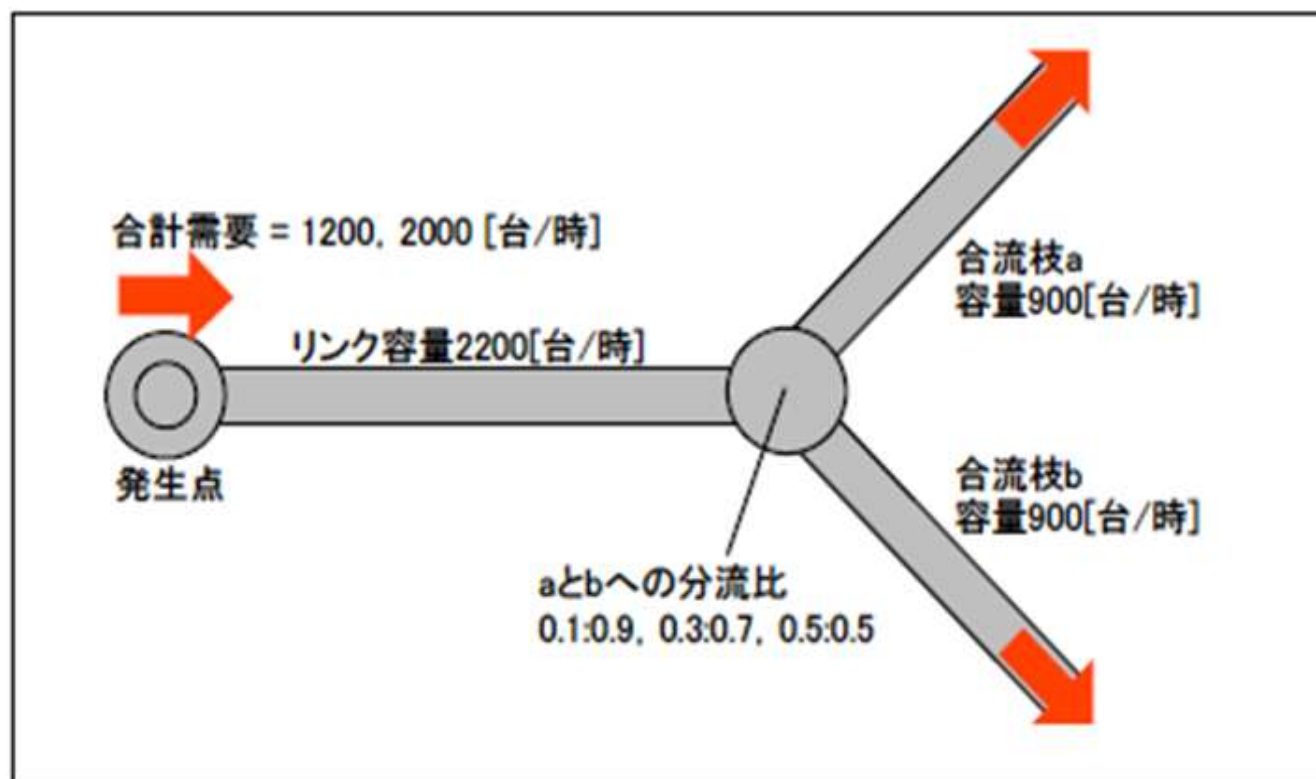 合計需要 = 1200, 2000 [台/時]
リンク容量2200[台/時]
発生点
合流枝a
容量900[台/時]
合流枝b
容量900[台/時]
aとbへの分流比
0.1:0.9, 0.3:0.7, 0.5:0.5